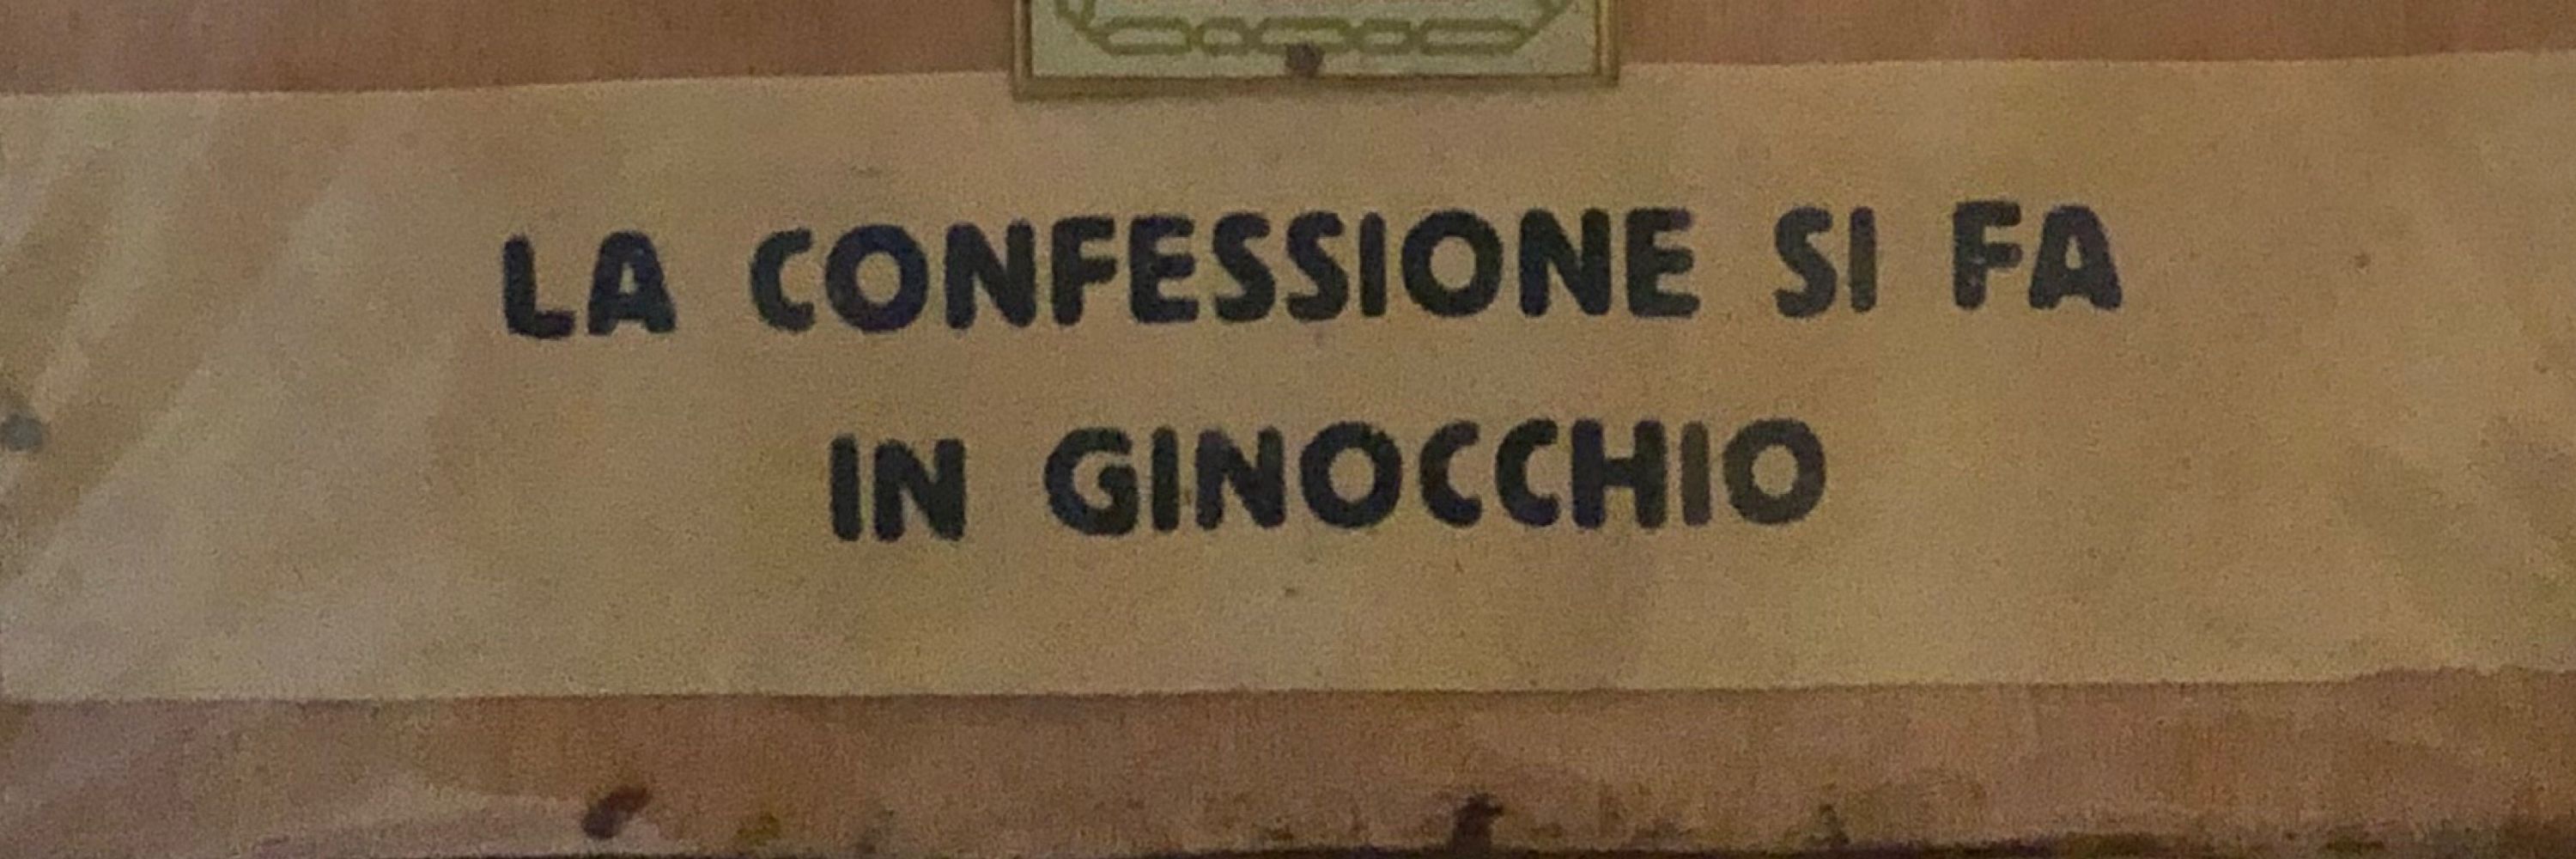 LA CONFESSIONE SI FA
IN GINOCCHIO